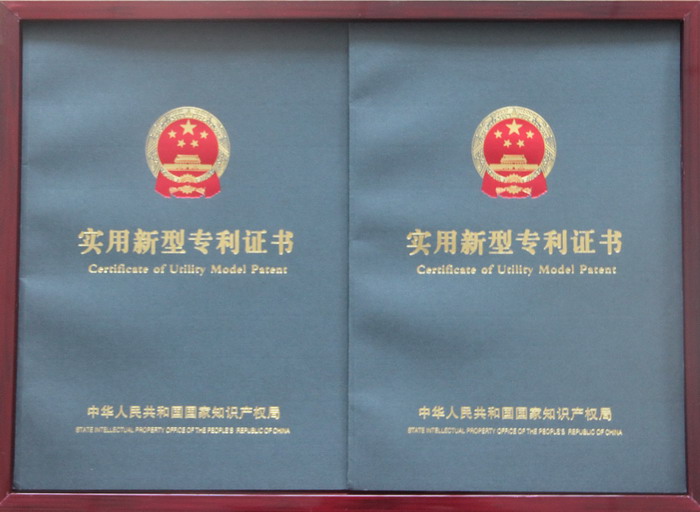 实用新型专利证书
Certificate of Utility Model Patent
中华人民共和国国家知识产权局
STATE INTELLECTUAL PROPERTY OFFICE OF THE PEOPLE'S REPUBLIC OF CHINA
实用新型专利证书
Certificate of Utility Model Patent
中华人民共和国国家知识产权局
STATE INTELLECTUAL PROPERTY OFFICE OF THE PEOPLE'S REPUBLIC OF CHINA